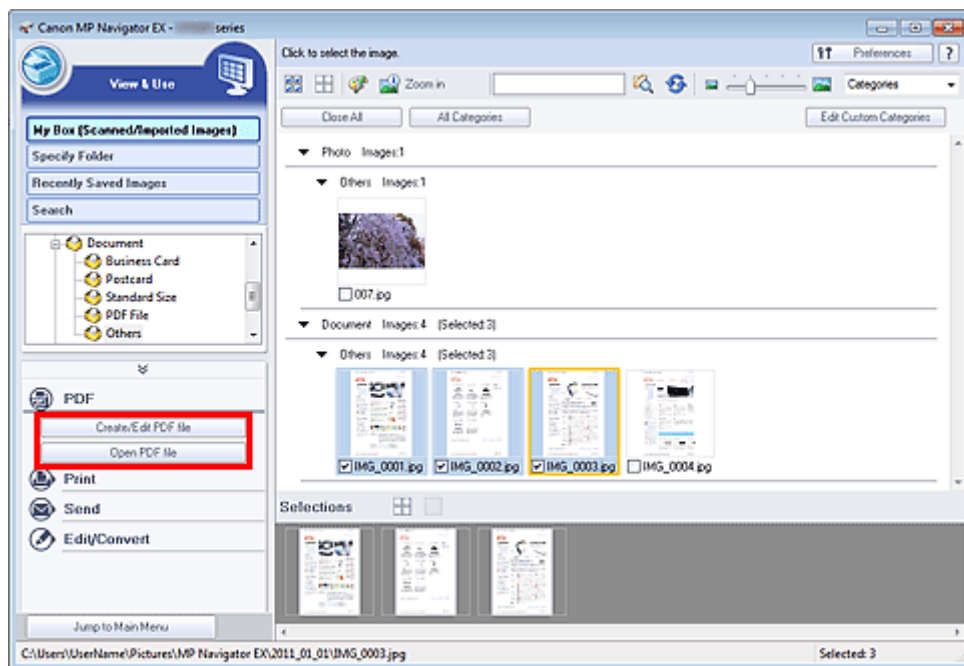 Canon MP Navigator EX - series
View & Use
My Box (Scanned/Imported Images)
Specify Folder
Recently Saved Images
Search
Document
Business Card
Postcard
Standard Size
PDF File
Others
PDF
Create/Edit PDF file
Open PDF file
Print
Send
Edit/Convert
Jump to Main Menu
Click to select the image.
Preferences
?
Zoom in
Categories
Close All
All Categories
Edit Custom Categories
Photo Images:1
Others Images:1
007.jpg
Document Images:4 (Selected:3)
Others Images:4 (Selected:3)
IMG_0001.jpg
IMG_0002.jpg
IMG_0003.jpg
IMG_0004.jpg
Selections
C:\Users\UserName\Pictures\MP Navigator EX\2011_01_01\IMG_0003.jpg
Selected: 3